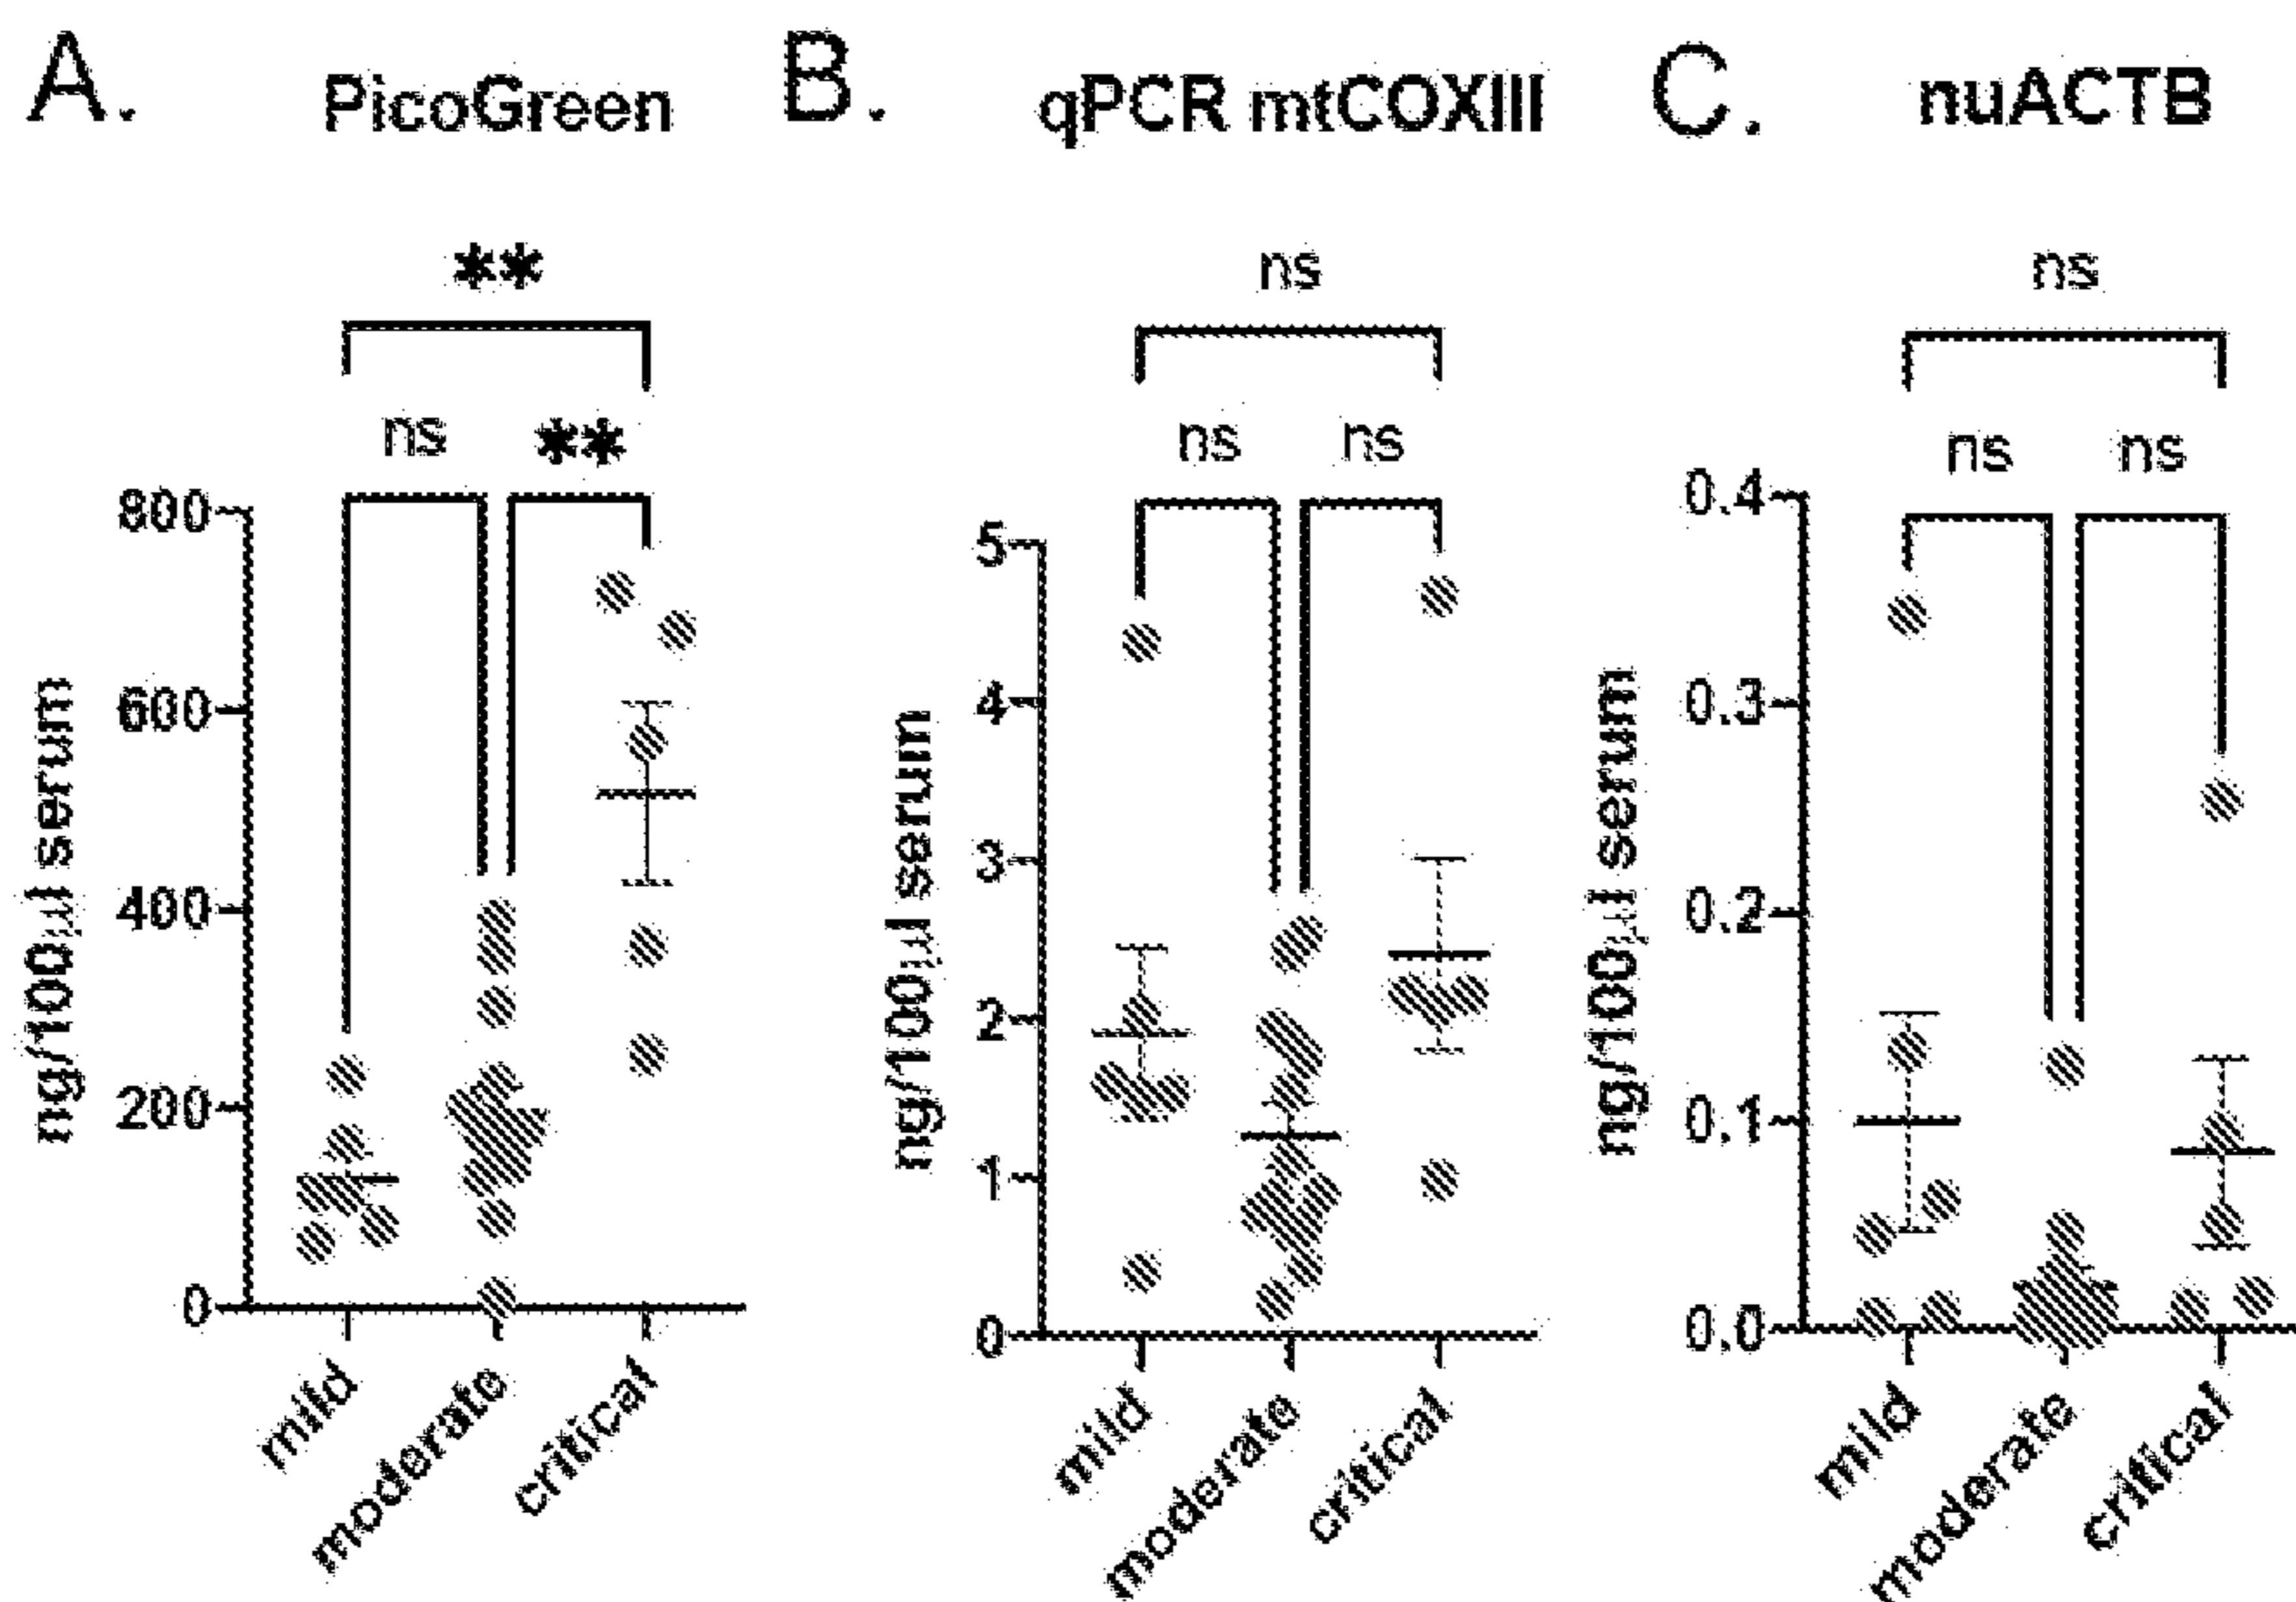 A. PicoGreen
**
ns **
800
600
400
200
0
ng/100μl serum
mild
moderate
critical
B. qPCR mtCOXIII
ns
ns ns
5
4
3
2
1
0
ng/100μl serum
mild
moderate
critical
C. nuACTB
ns
ns ns
0.4
0.3
0.2
0.1
0.0
ng/100μl serum
mild
moderate
critical